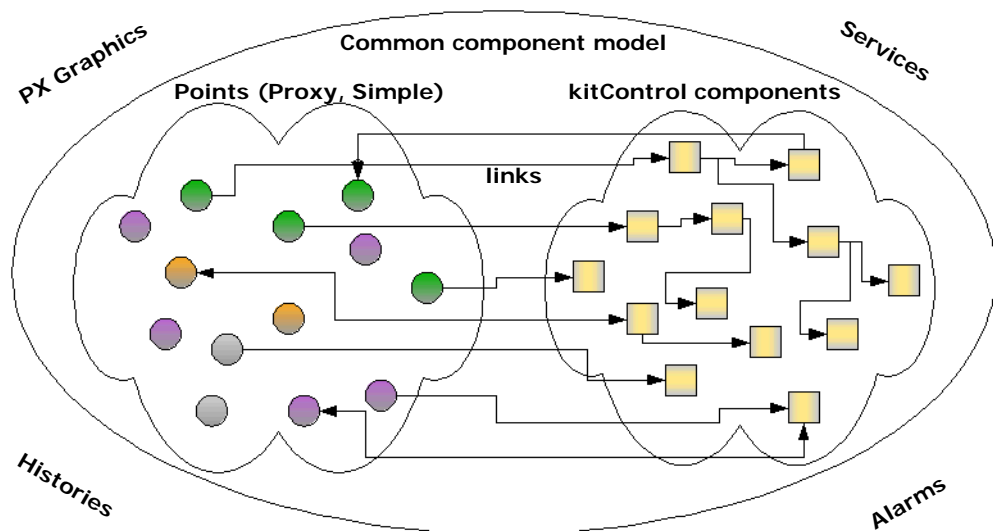 PX Graphics
Common component model
Services
Points (Proxy, Simple)
kitControl components
links
Histories
Alarms